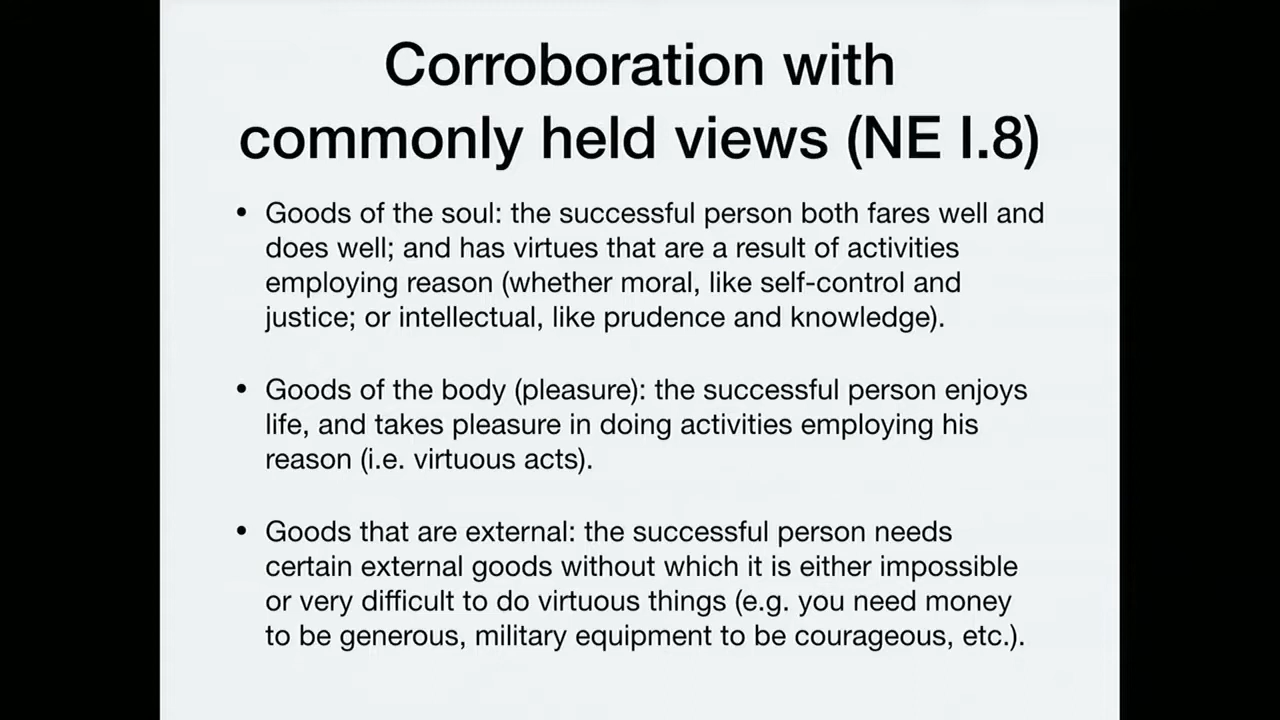 Corroboration with
commonly held views (NE I.8)
• Goods of the soul: the successful person both fares well and
does well; and has virtues that are a result of activities
employing reason (whether moral, like self-control and
justice; or intellectual, like prudence and knowledge).
• Goods of the body (pleasure): the successful person enjoys
life, and takes pleasure in doing activities employing his
reason (i.e. virtuous acts).
• Goods that are external: the successful person needs
certain external goods without which it is either impossible
or very difficult to do virtuous things (e.g. you need money
to be generous, military equipment to be courageous, etc.).